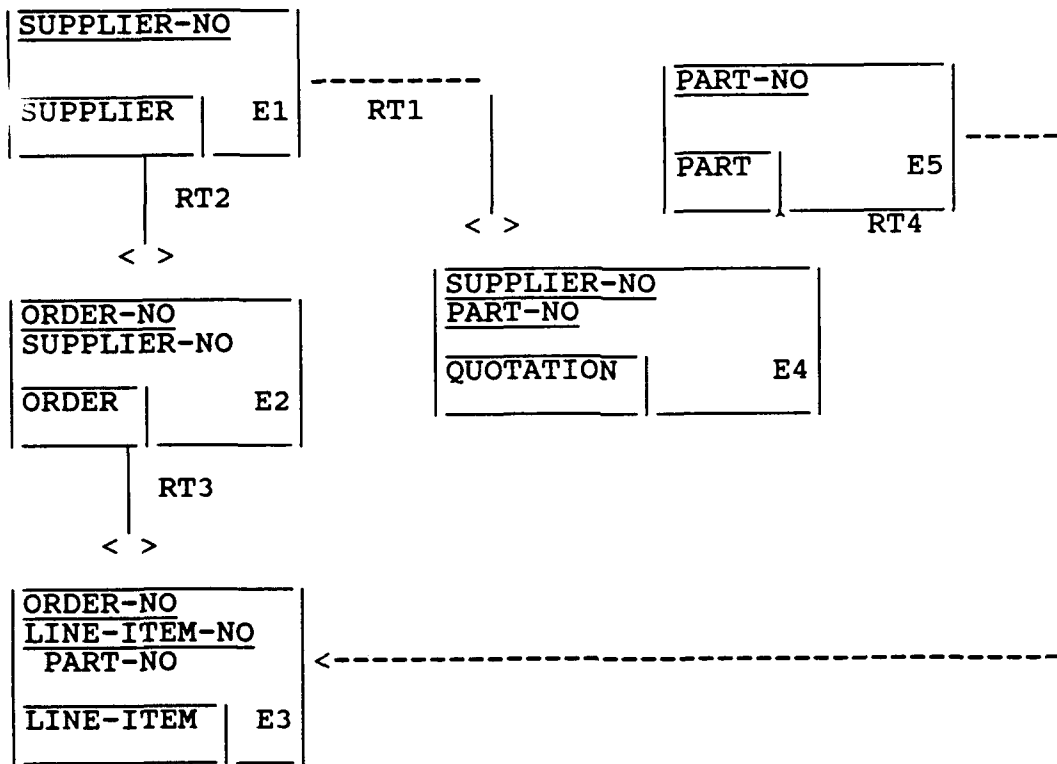 SUPPLIER-NO
SUPPLIER E1
RT1
RT2
PART-NO
PART E5
RT4
< >
< >
ORDER-NO
SUPPLIER-NO
ORDER E2
SUPPLIER-NO
PART-NO
QUOTATION E4
RT3
< >
ORDER-NO
LINE-ITEM-NO
PART-NO
<
LINE-ITEM E3